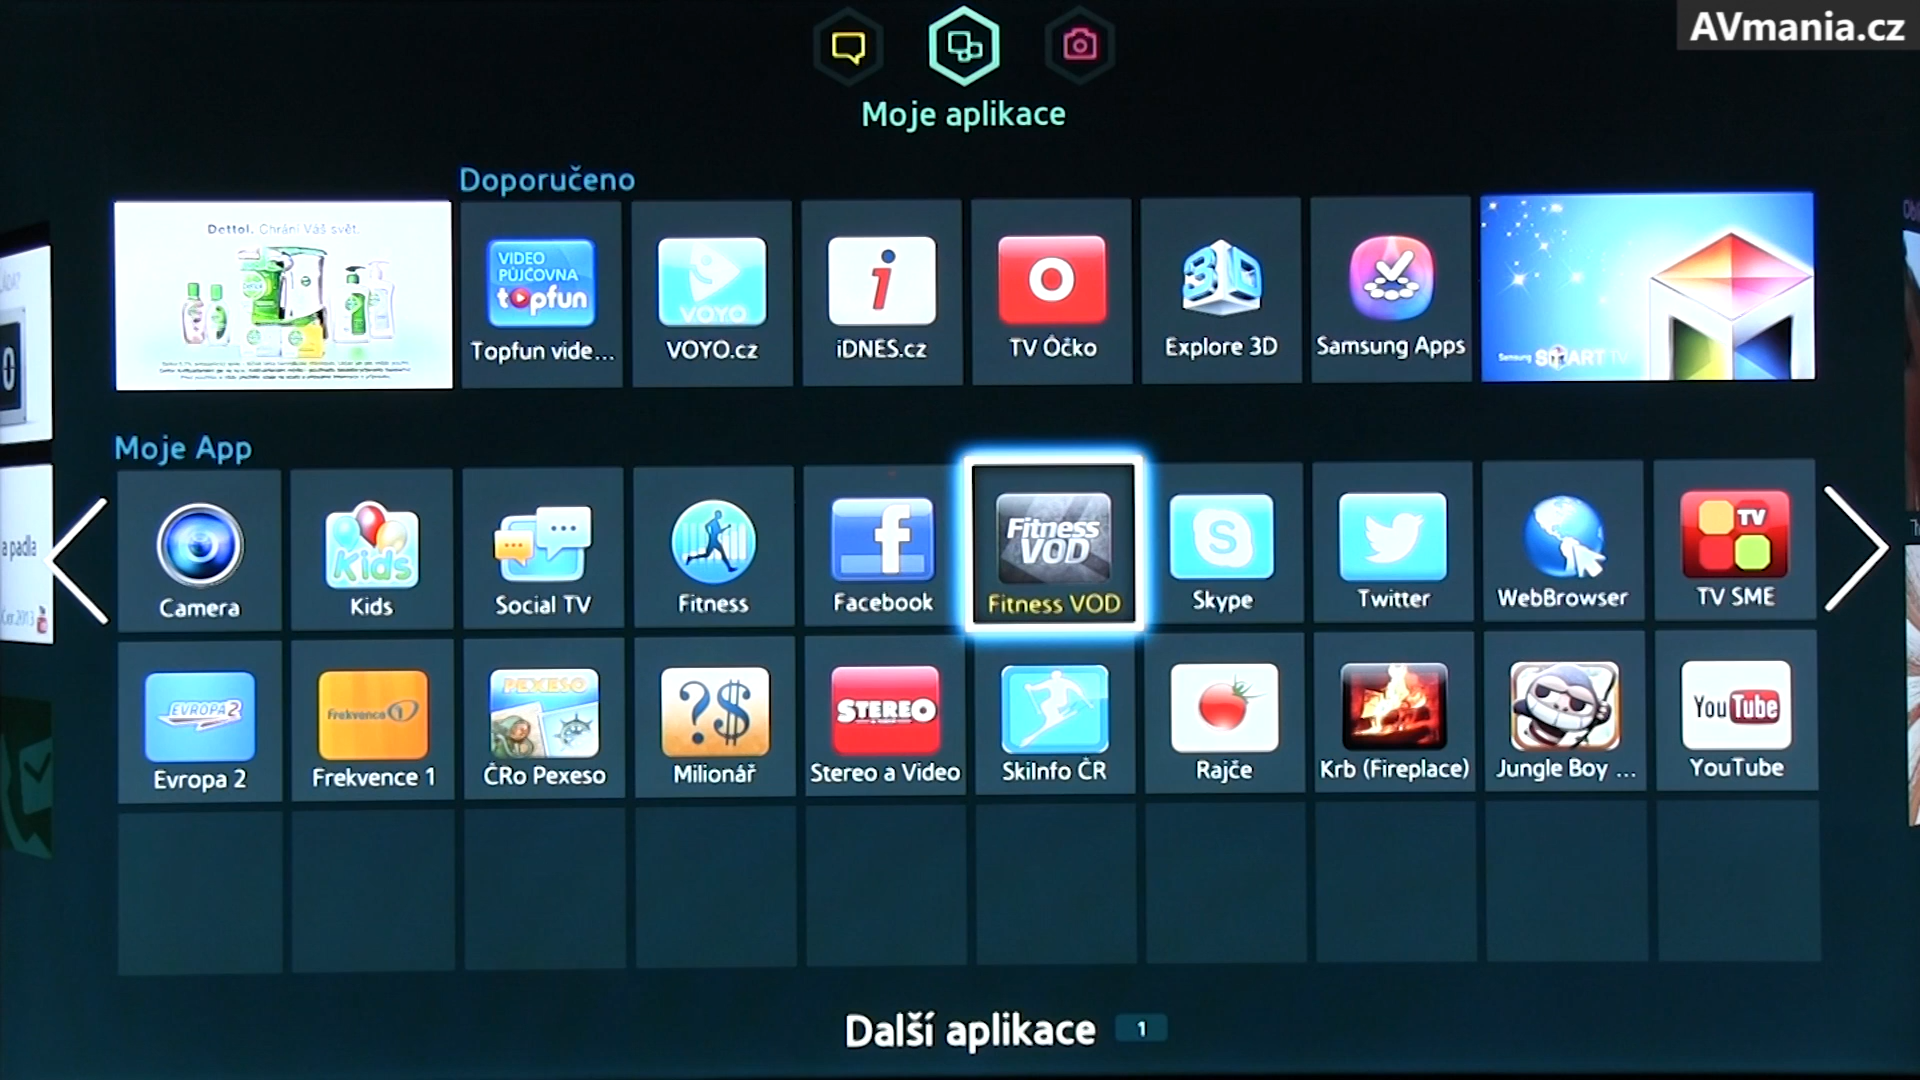 AVmania.cz
Moje aplikace
Doporučeno
Dettol. Chrání Váš svět.
VIDEO
PŮJČOVNA
topfun
Topfun vide...
VOYO
VOYO.cz
i
iDNES.cz
TV Óčko
3D
Explore 3D
Samsung Apps
Samsung SMART TV
Moje App
a padla
Camera
Kids
Kids
Social TV
Fitness
f
Facebook
Fitness
VOD
Fitness VOD
S
Skype
Twitter
WebBrowser
TV
TV SME
EVROPA 2
Evropa 2
Frekvence 1
Frekvence 1
PEXESO
ČRo Pexeso
?$
Milionář
STEREO
Stereo a Video
SkiInfo ČR
Rajče
Krb (Fireplace)
Jungle Boy ...
YouTube
YouTube
Další aplikace 1